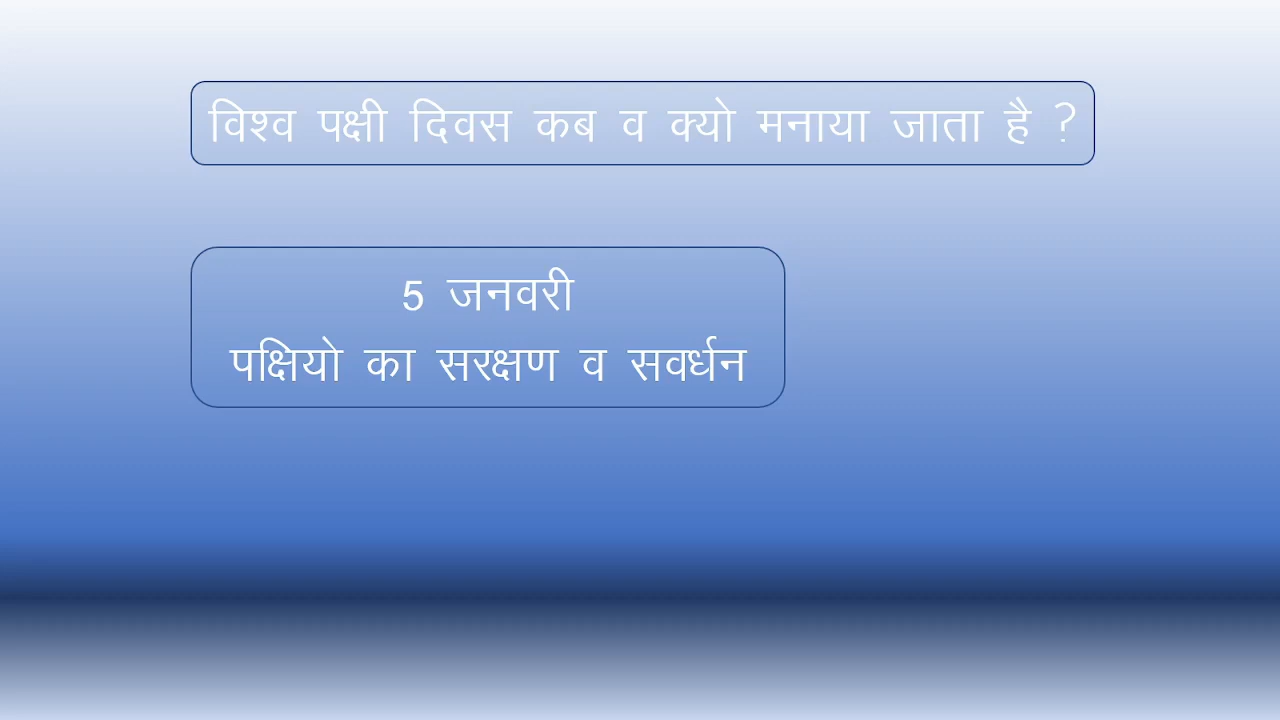 विश्व पक्षी दिवस कब व क्यो मनाया जाता है ?
5 जनवरी
पक्षियो का सरक्षण व सवर्धन